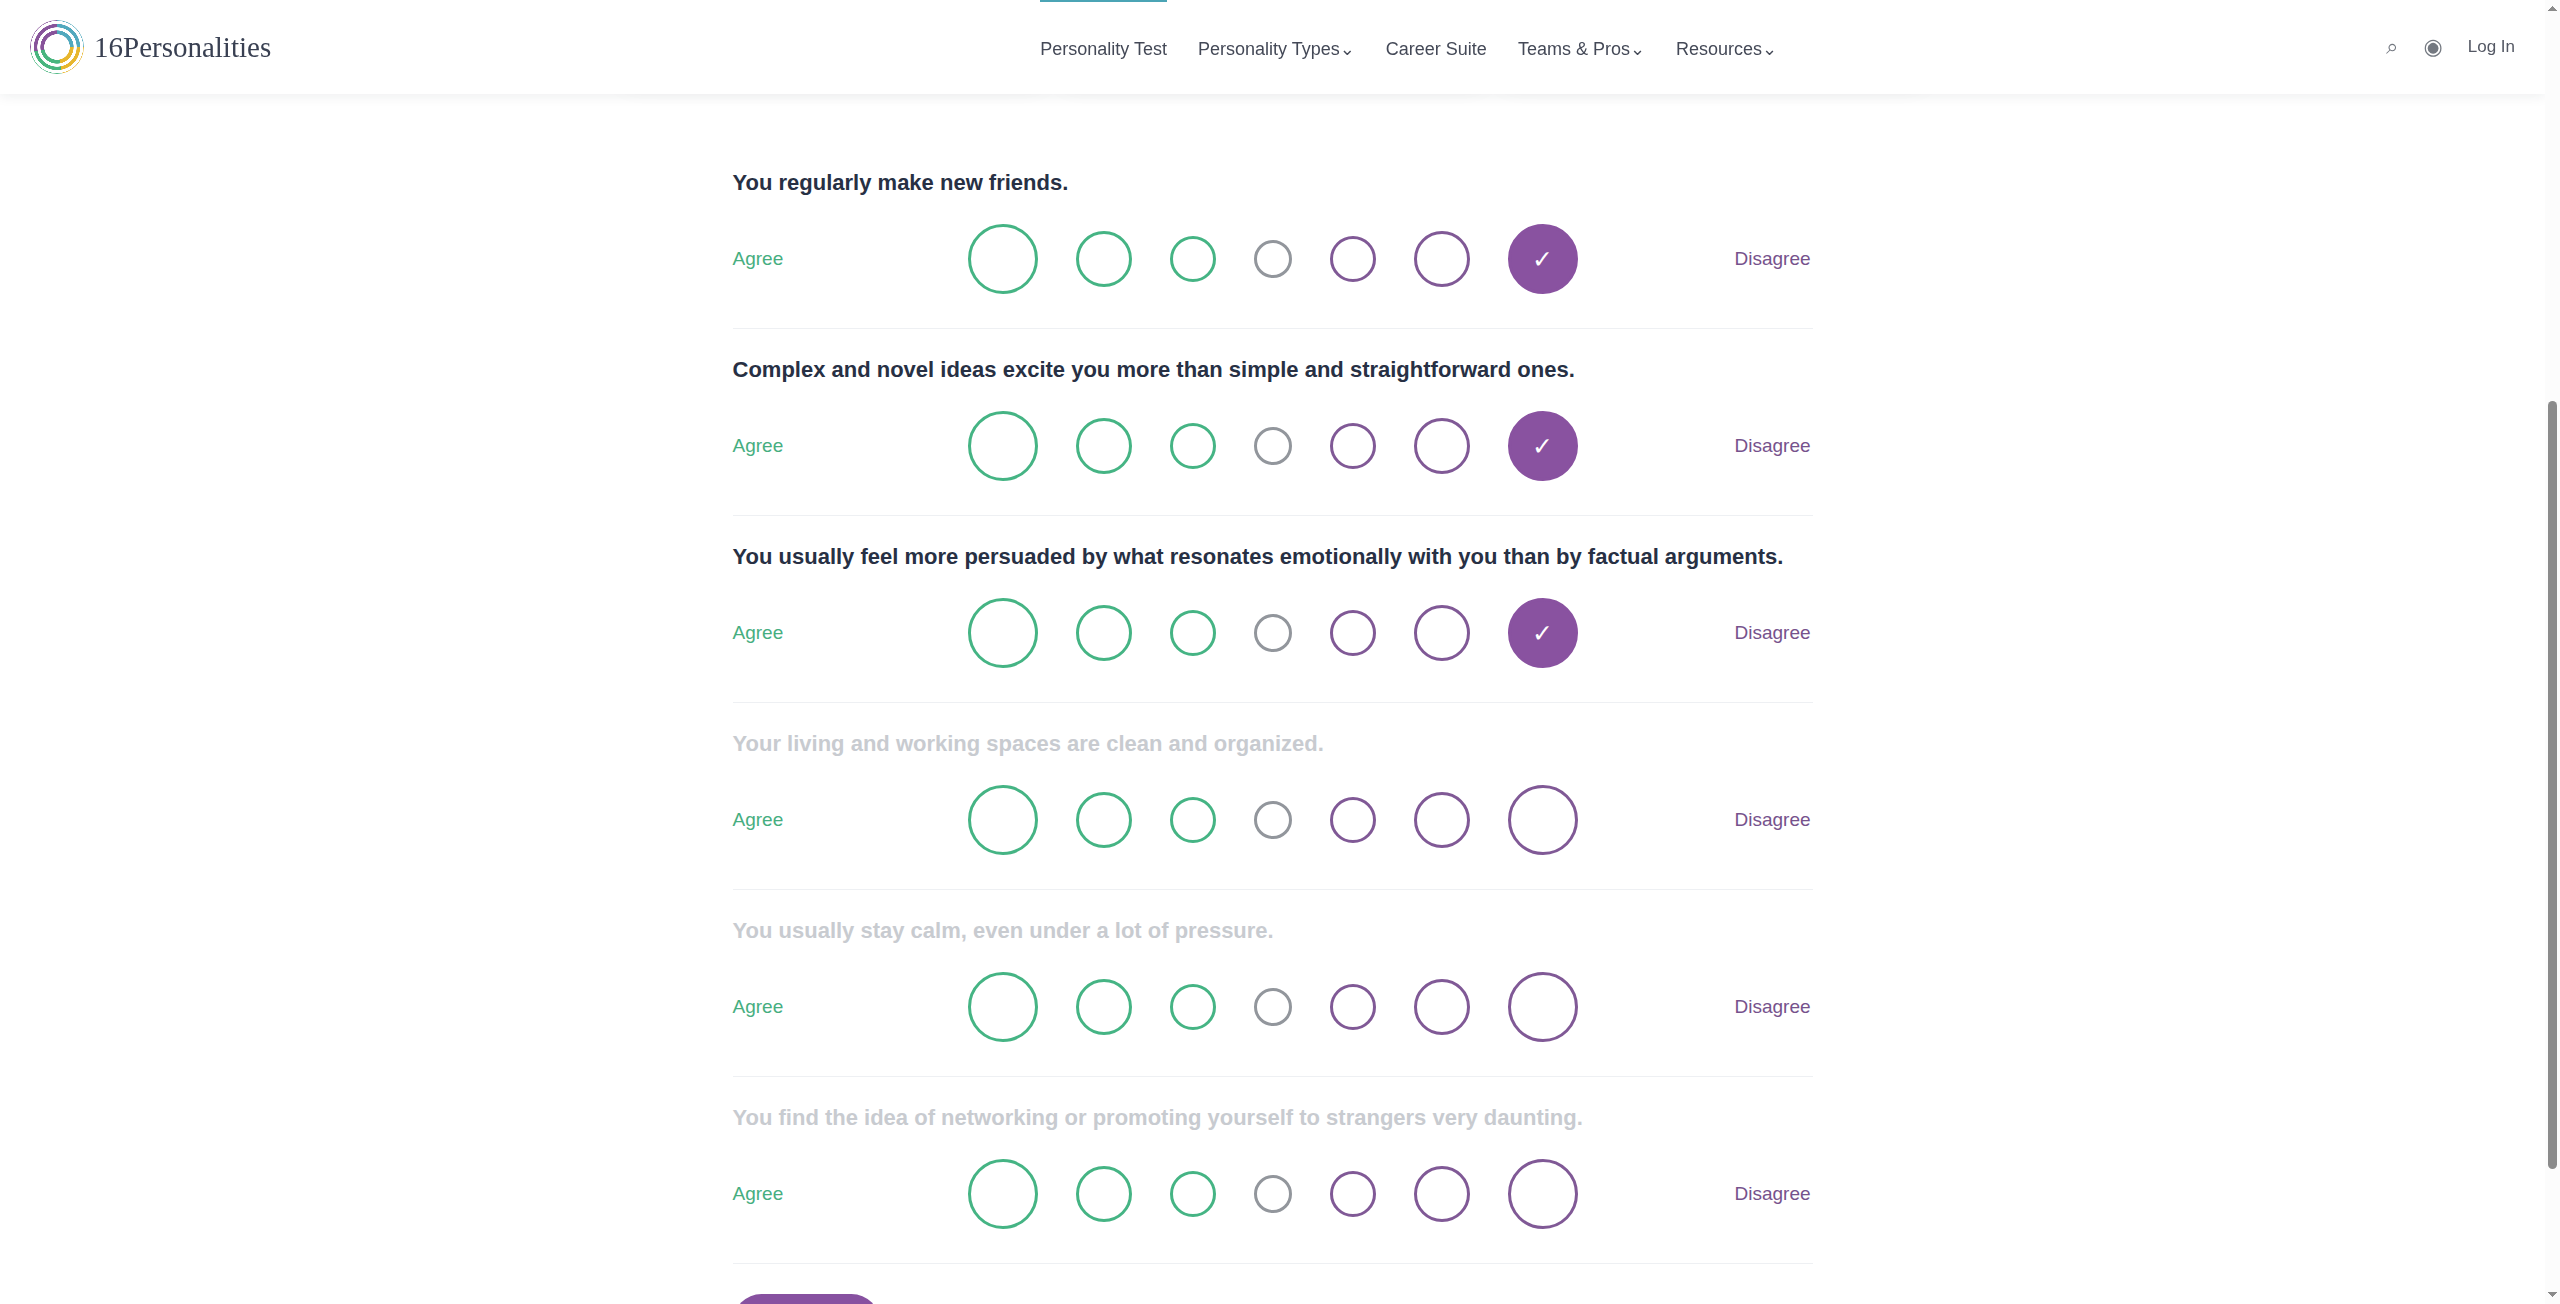 16Personalities
Personality Test Personality Types Career Suite Teams & Pros Resources Log In
You regularly make new friends.
Agree Disagree
Complex and novel ideas excite you more than simple and straightforward ones.
Agree Disagree
You usually feel more persuaded by what resonates emotionally with you than by factual arguments.
Agree Disagree
Your living and working spaces are clean and organized.
Agree Disagree
You usually stay calm, even under a lot of pressure.
Agree Disagree
You find the idea of networking or promoting yourself to strangers very daunting.
Agree Disagree